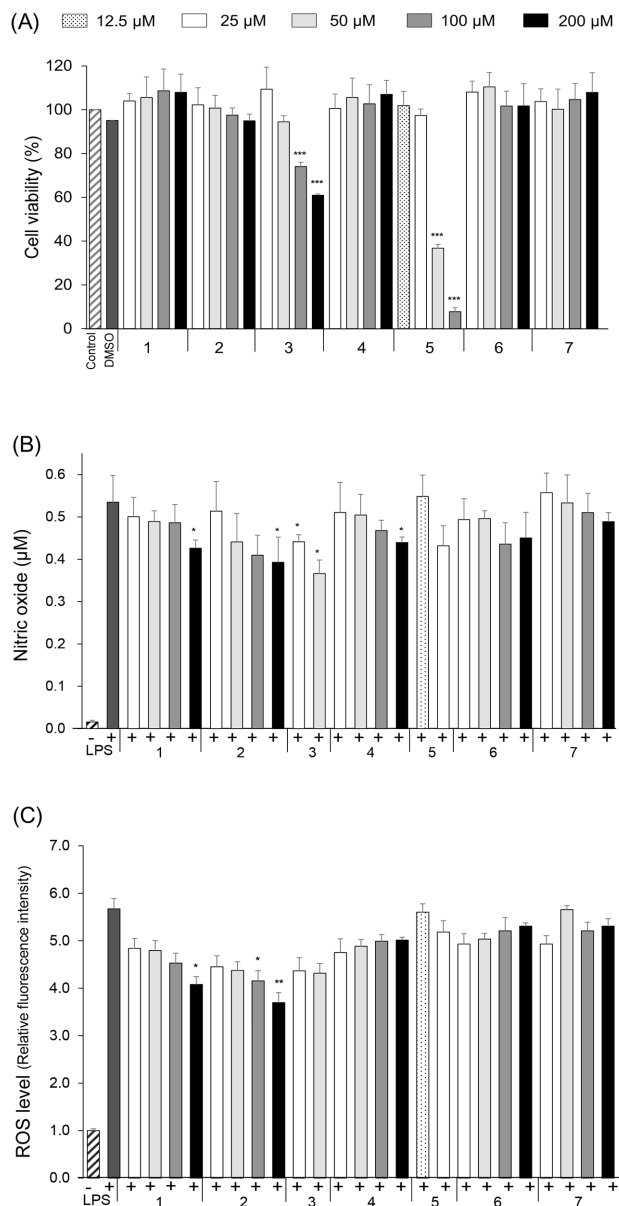 (A)
12.5 µM 25 µM 50 µM 100 µM 200 µM
Cell viability (%)
120
100
80
60
40
20
0
*** *** *** ***
Control DMSO 1 2 3 4 5 6 7
(B)
Nitric oxide (µM)
0.6
0.5
0.4
0.3
0.2
0.1
0.0
* * * * *
- + + + + + + + + + + + + + + + + + + + + + + + + + +
LPS 1 2 3 4 5 6 7
(C)
ROS level (Relative fluorescence intensity)
7.0
6.0
5.0
4.0
3.0
2.0
1.0
0.0
* * **
- + + + + + + + + + + + + + + + + + + + + + + + + + +
LPS 1 2 3 4 5 6 7